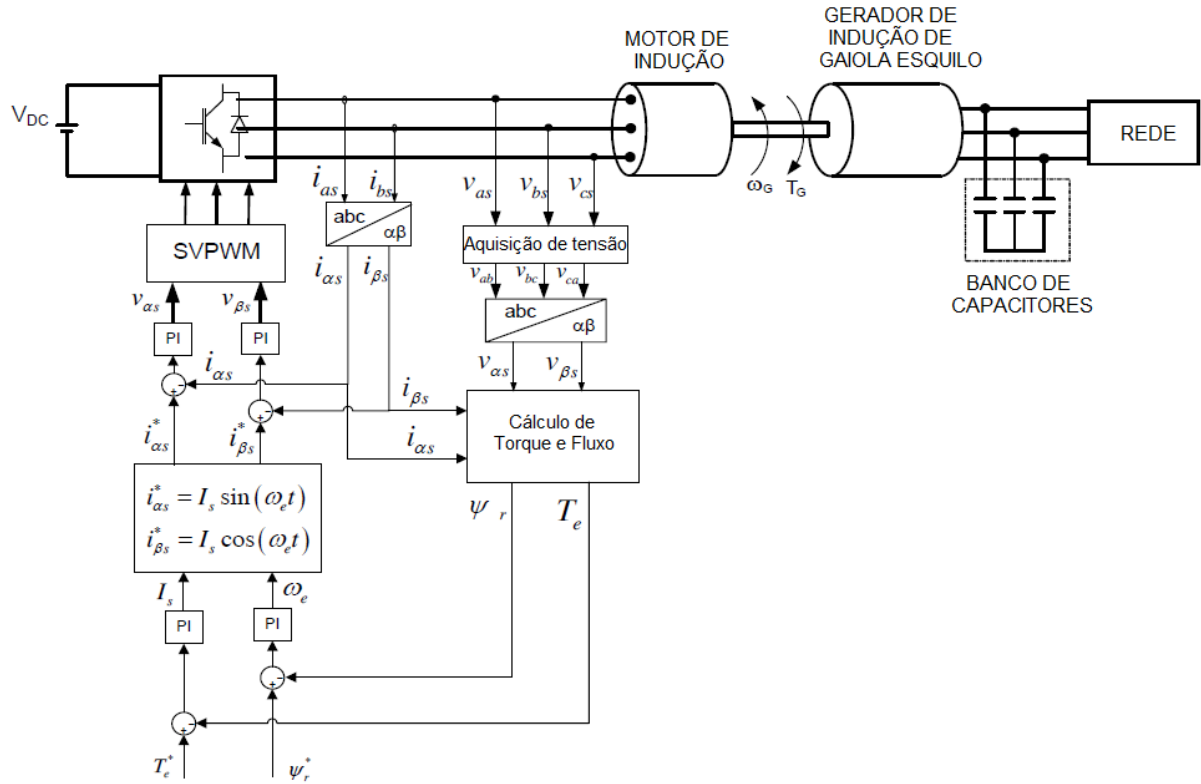 MOTOR DE
INDUÇÃO
GERADOR DE
INDUÇÃO DE
GAIOLA ESQUILO
V_DC
REDE
ω_G
T_G
i_as
i_bs
v_as
v_bs
v_cs
abc
αβ
Aquisição de tensão
SVPWM
BANCO DE
CAPACITORES
i_αs
i_βs
v_ab
v_bc
v_ca
abc
αβ
v_αs
v_βs
PI
PI
v_αs
v_βs
i_αs
i_βs
i_αs
Cálculo de
Torque e Fluxo
i*_αs
i*_βs
i*_αs = I_s sin(ω_e t)
i*_βs = I_s cos(ω_e t)
ψ_r
T_e
I_s
ω_e
PI
PI
T*_e
ψ*_r